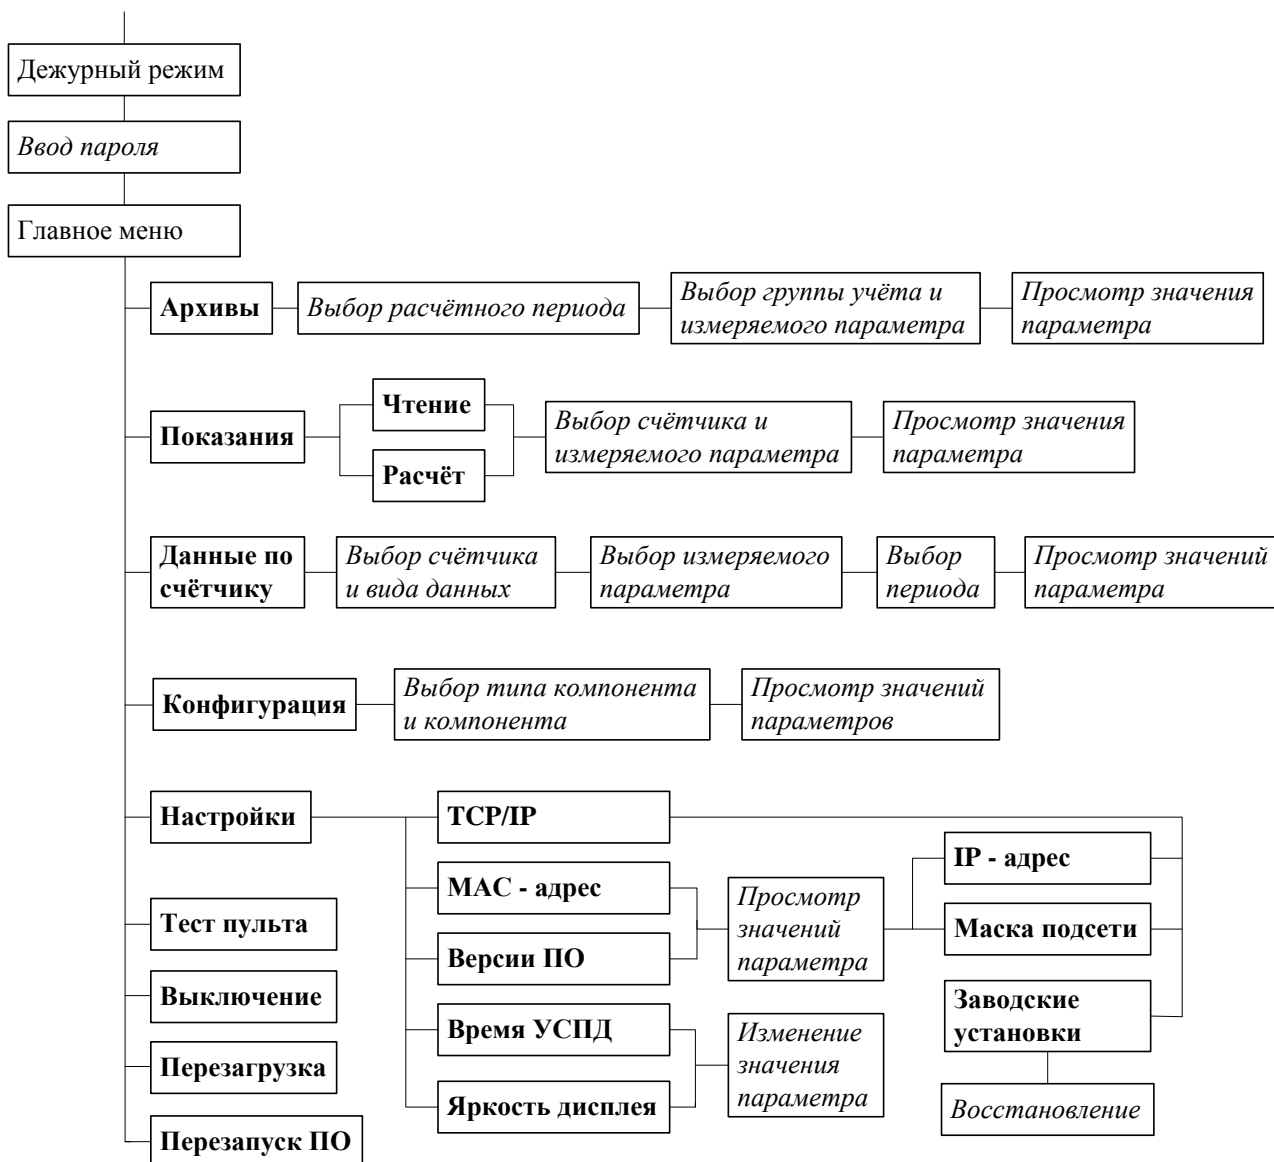 Дежурный режим
Ввод пароля
Главное меню
Архивы
Выбор расчётного периода
Выбор группы учёта и
измеряемого параметра
Просмотр значения
параметра
Показания
Чтение
Расчёт
Выбор счётчика и
измеряемого параметра
Просмотр значения
параметра
Данные по
счётчику
Выбор счётчика
и вида данных
Выбор измеряемого
параметра
Выбор
периода
Просмотр значений
параметра
Конфигурация
Выбор типа компонента
и компонента
Просмотр значений
параметров
Настройки
TCP/IP
MAC - адрес
Версии ПО
Время УСПД
Яркость дисплея
Просмотр
значений
параметра
Изменение
значения
параметра
IP - адрес
Маска подсети
Заводские
установки
Восстановление
Тест пульта
Выключение
Перезагрузка
Перезапуск ПО